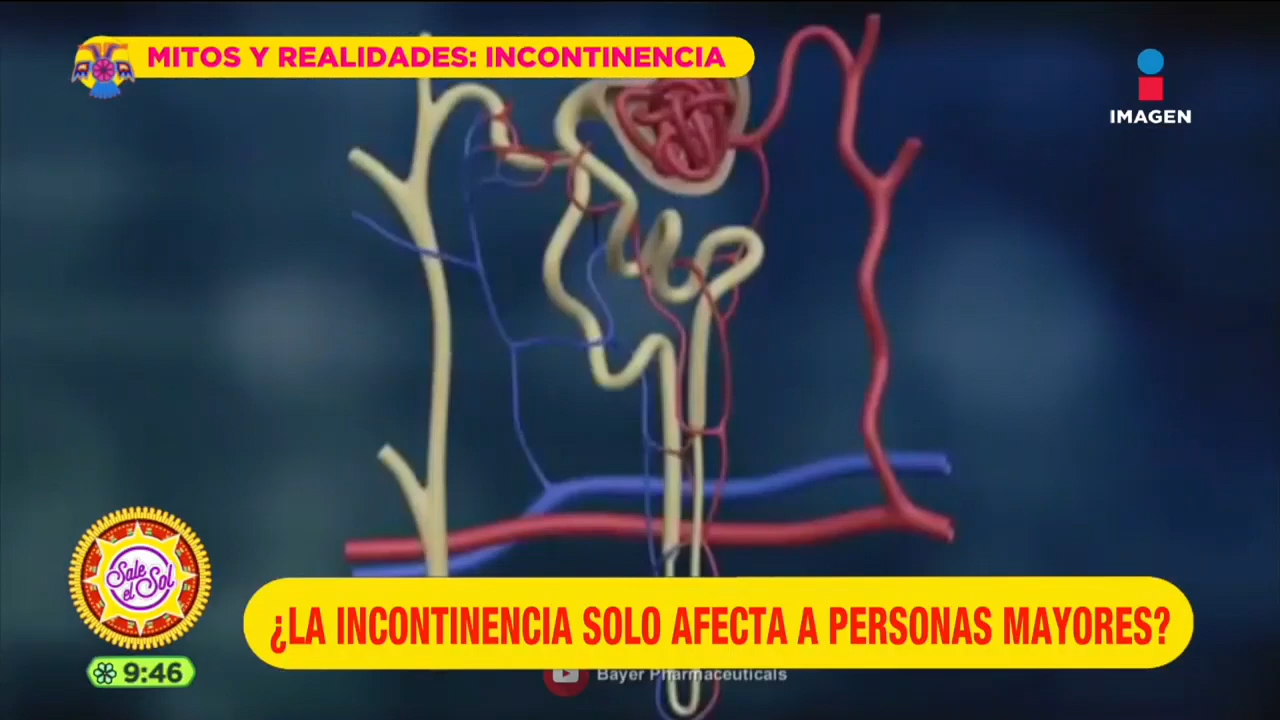 MITOS Y REALIDADES: INCONTINENCIA
IMAGEN
Sale
el Sol
¿LA INCONTINENCIA SOLO AFECTA A PERSONAS MAYORES?
9:46
Bayer Pharmaceuticals